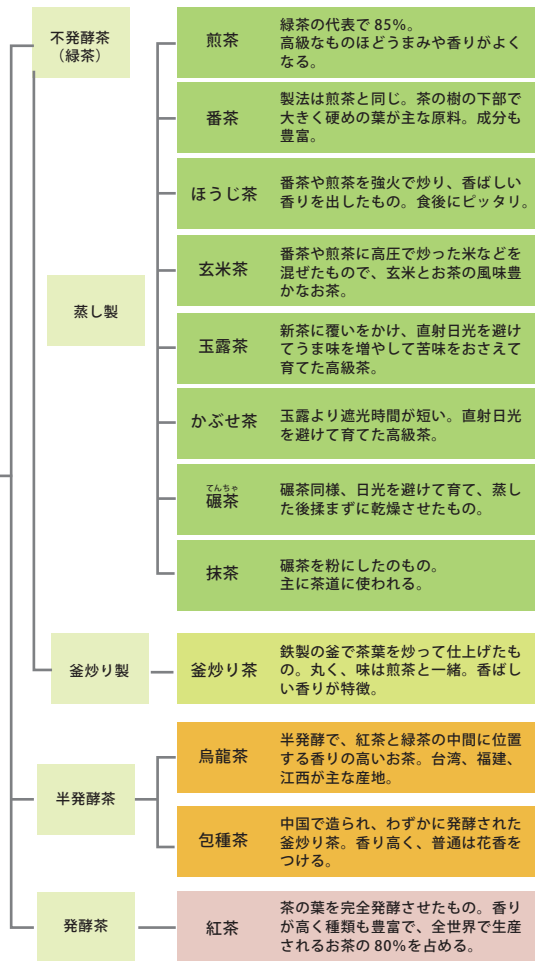 不発酵茶
（緑茶）
煎茶
緑茶の代表で 85%。
高級なものほどうまみや香りがよく
なる。
番茶
製法は煎茶と同じ。茶の樹の下部で
大きく硬めの葉が主な原料。成分も
豊富。
ほうじ茶
番茶や煎茶を強火で炒り、香ばしい
香りを出したもの。食後にピッタリ。
蒸し製
玄米茶
番茶や煎茶に高圧で炒った米などを
混ぜたもので、玄米とお茶の風味豊
かなお茶。
玉露茶
新茶に覆いをかけ、直射日光を避け
てうま味を増やして苦味をおさえて
育てた高級茶。
かぶせ茶
玉露より遮光時間が短い。直射日光
を避けて育てた高級茶。
てんちゃ
碾茶
碾茶同様、日光を避けて育て、蒸し
た後揉まずに乾燥させたもの。
抹茶
碾茶を粉にしたのもの。
主に茶道に使われる。
釜炒り製
釜炒り茶
鉄製の釜で茶葉を炒って仕上げたも
の。丸く、味は煎茶と一緒。香ばし
い香りが特徴。
半発酵茶
烏龍茶
半発酵で、紅茶と緑茶の中間に位置
する香りの高いお茶。台湾、福建、
江西が主な産地。
包種茶
中国で造られ、わずかに発酵された
釜炒り茶。香り高く、普通は花香を
つける。
発酵茶
紅茶
茶の葉を完全発酵させたもの。香り
が高く種類も豊富で、全世界で生産
されるお茶の 80%を占める。